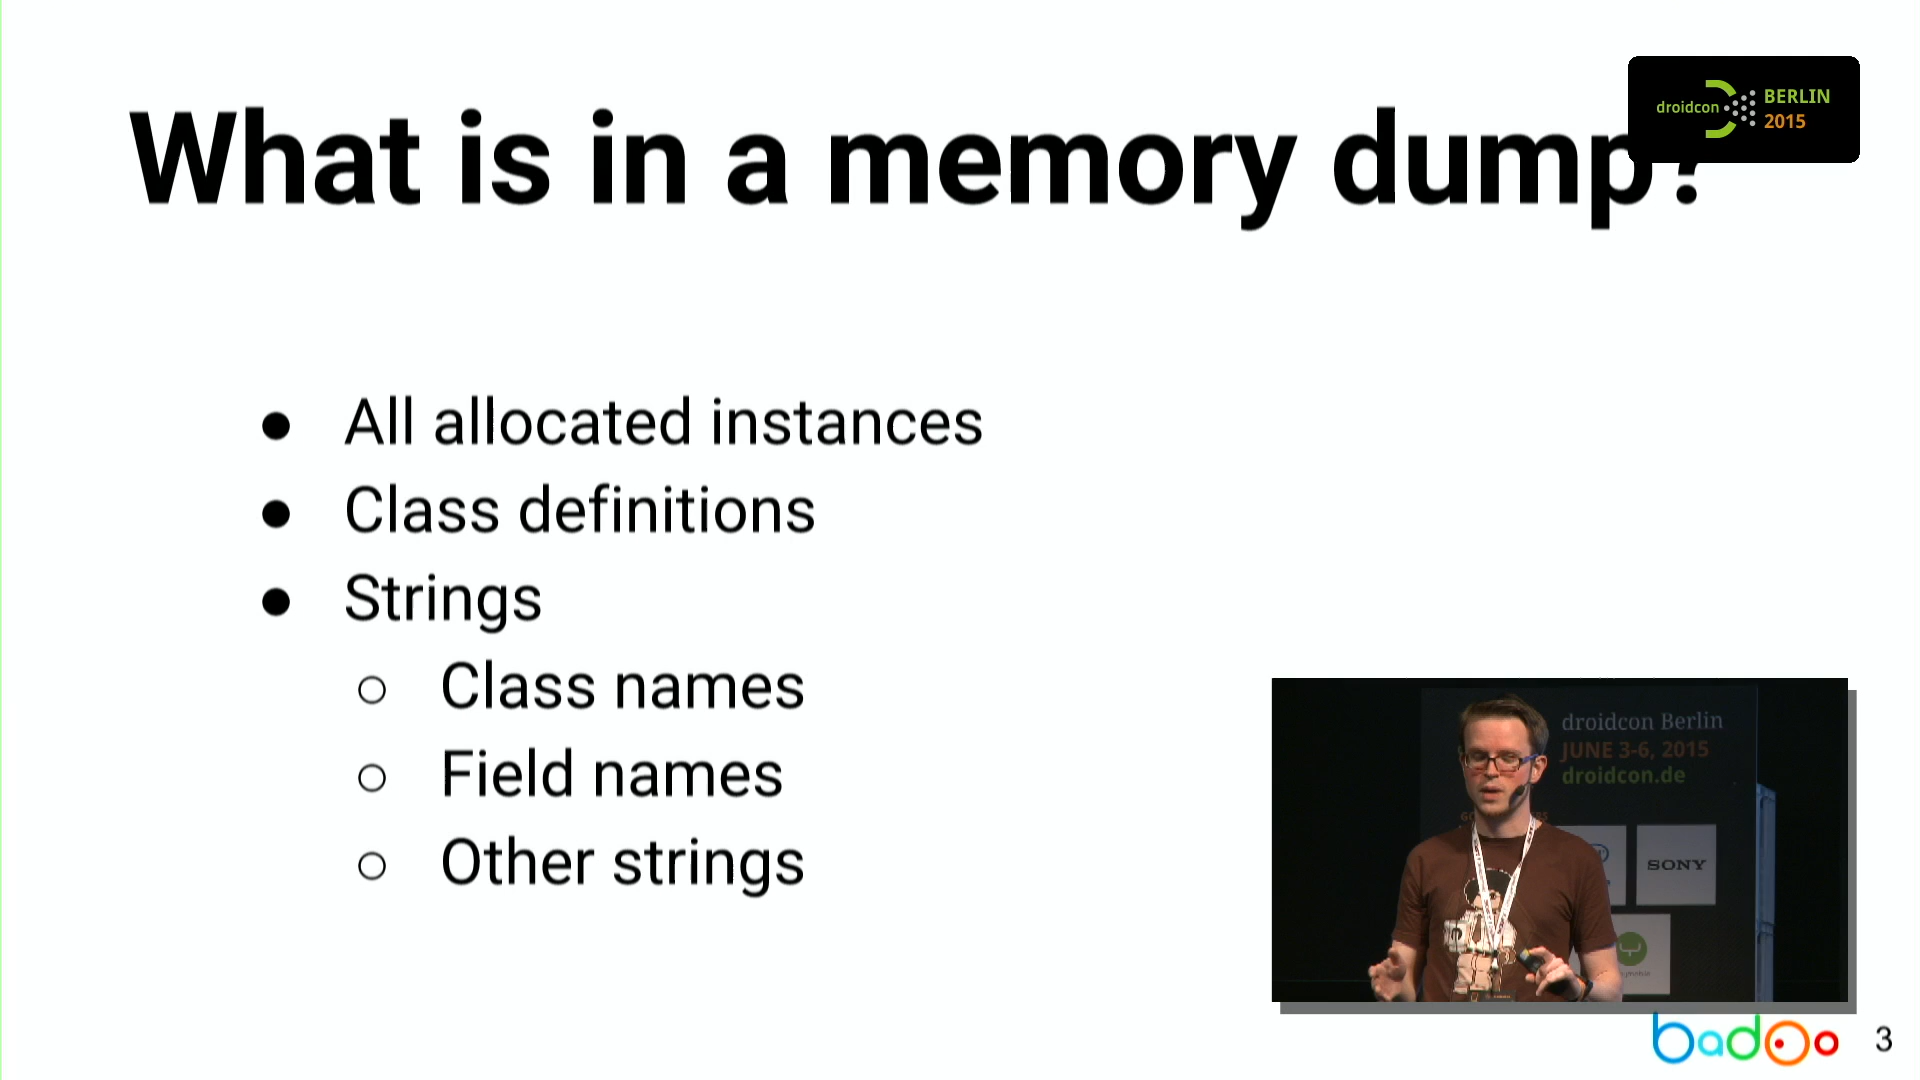 What is in a memory dump?
droidcon
BERLIN
2015
● All allocated instances
● Class definitions
● Strings
○ Class names
○ Field names
○ Other strings
droidcon Berlin
JUNE 3-6, 2015
droidcon.de
SONY
badoo
3